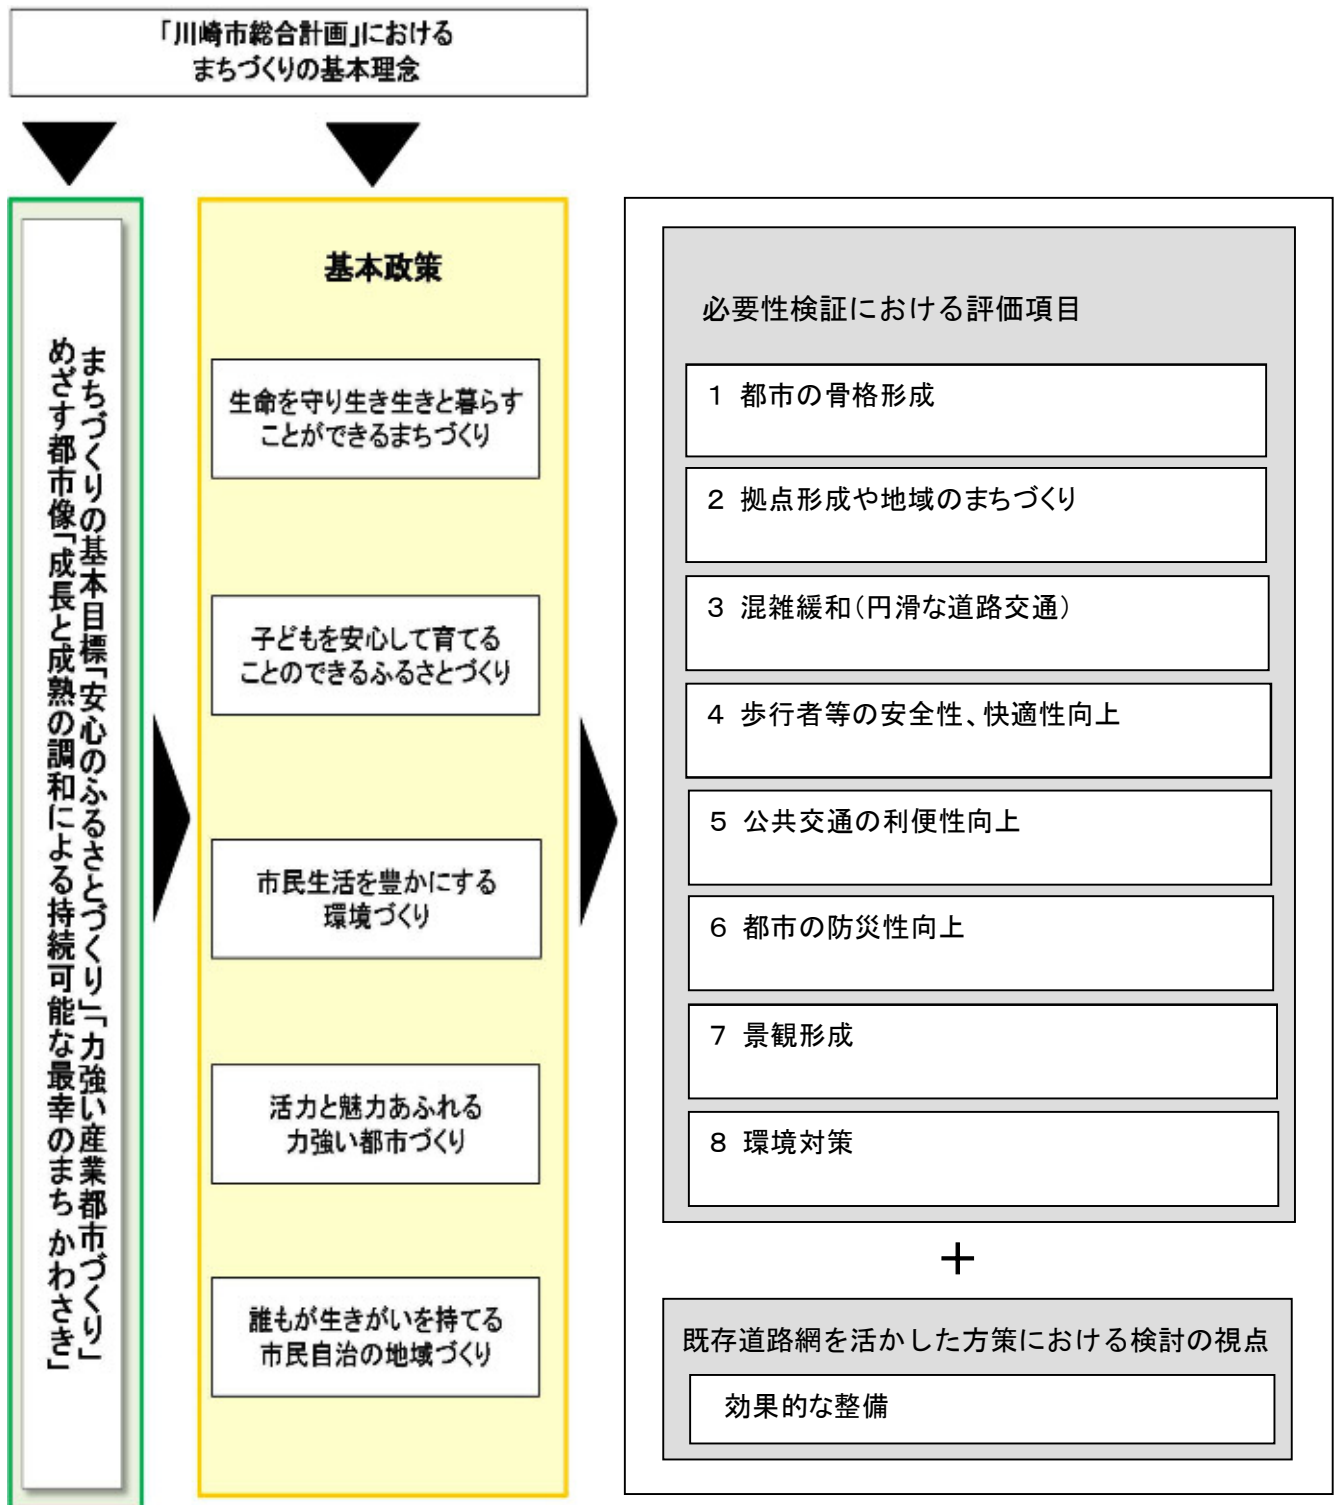 「川崎市総合計画」における
まちづくりの基本理念
まちづくりの基本目標「安心のふるさとづくり」「力強い産業都市づくり」
めざす都市像「成長と成熟の調和による持続可能な最幸のまち かわさき」
基本政策
生命を守り生き生きと暮らす
ことができるまちづくり
子どもを安心して育てる
ことのできるふるさとづくり
市民生活を豊かにする
環境づくり
活力と魅力あふれる
力強い都市づくり
誰もが生きがいを持てる
市民自治の地域づくり
必要性検証における評価項目
1 都市の骨格形成
2 拠点形成や地域のまちづくり
3 混雑緩和(円滑な道路交通)
4 歩行者等の安全性、快適性向上
5 公共交通の利便性向上
6 都市の防災性向上
7 景観形成
8 環境対策
+
既存道路網を活かした方策における検討の視点
効果的な整備